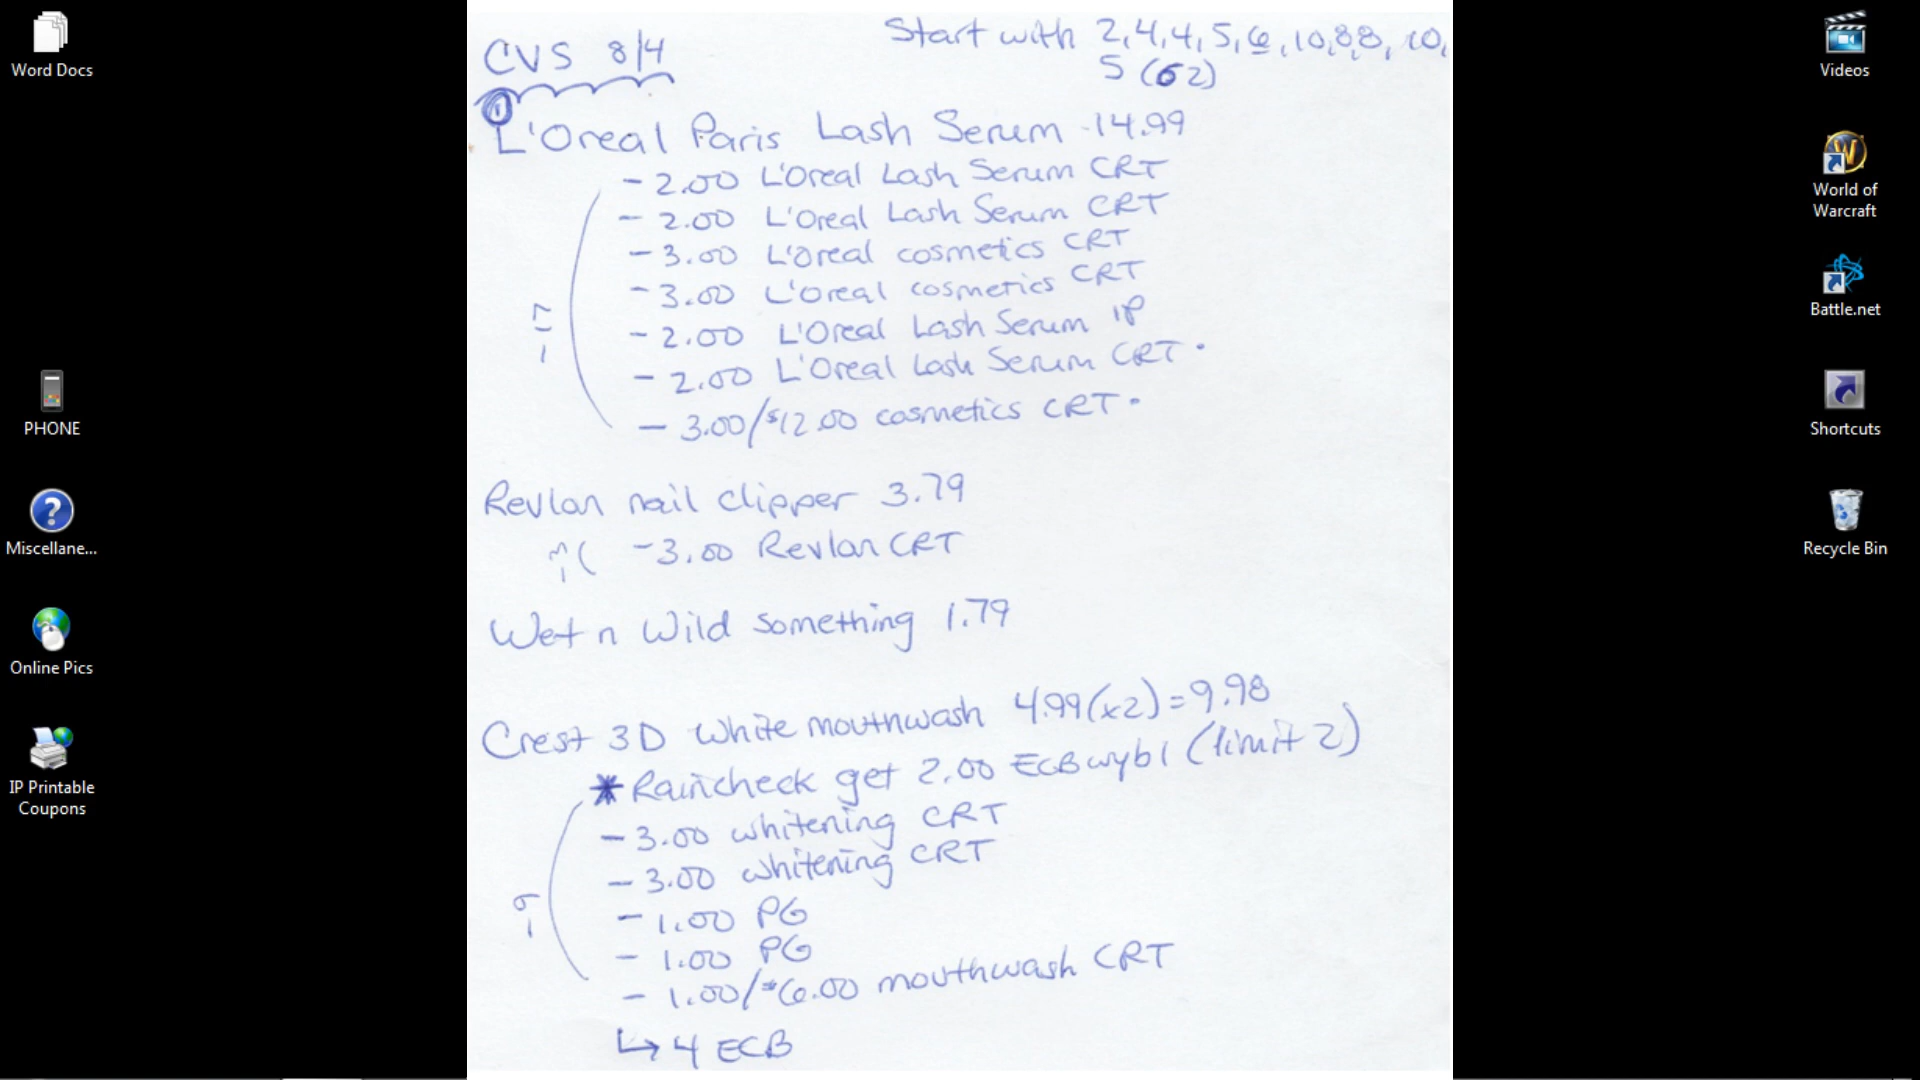 Word Docs
PHONE
Miscellane...
Online Pics
IP Printable
Coupons
CVS 8/4
Start with 2,4,4,5,6,10,8,8,10,
5 (62)
1
L'Oreal Paris Lash Serum 14.99
- 2.00 L'Oreal Lash Serum CRT
- 2.00 L'Oreal Lash Serum CRT
- 3.00 L'Oreal cosmetics CRT
- 3.00 L'Oreal cosmetics CRT
- 2.00 L'Oreal Lash Serum IP
- 2.00 L'Oreal Lash Serum CRT
- 3.00/$12.00 cosmetics CRT
-17
Revlon nail clipper 3.79
-3 -3.00 Revlon CRT
Wet n Wild something 1.79
Crest 3D White mouthwash 4.99(x2)=9.98
* Raincheck get 2.00 ECB wyb1 (limit 2)
- 3.00 whitening CRT
- 3.00 whitening CRT
- 1.00 PG
- 1.00 PG
- 1.00/$6.00 mouthwash CRT
-9
↳ 4 ECB
Videos
World of
Warcraft
Battle.net
Shortcuts
Recycle Bin